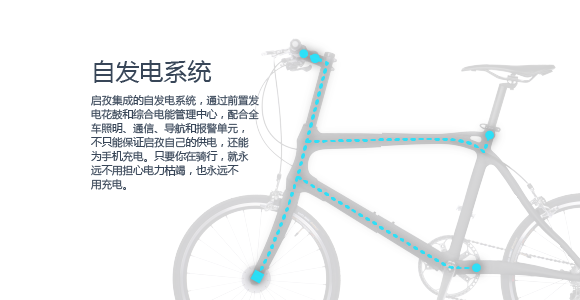 自发电系统
启孜集成的自发电系统，通过前置发
电花鼓和综合电能管理中心，配合全
车照明、通信、导航和报警单元，
不只能保证启孜自己的供电，还能
为手机充电。只要你在骑行，就永
远不用担心电力枯竭，也永远不
用充电。